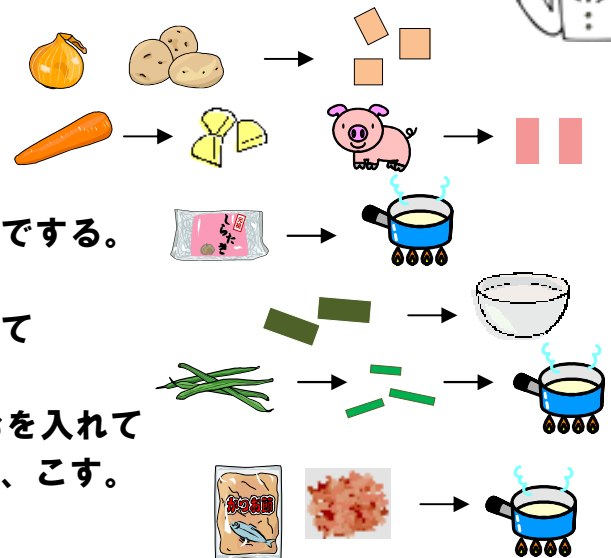 でする。
しらたき
て
を入れて
、こす。
かつお節